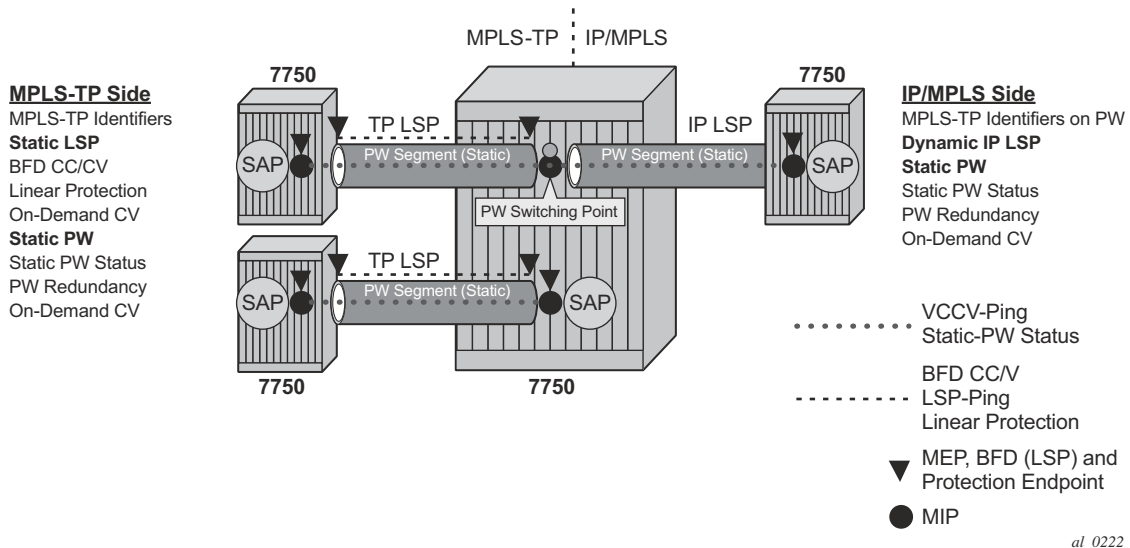 MPLS-TP IP/MPLS
7750
7750
MPLS-TP Side
MPLS-TP Identifiers
Static LSP
BFD CC/CV
Linear Protection
On-Demand CV
Static PW
Static PW Status
PW Redundancy
On-Demand CV
IP/MPLS Side
MPLS-TP Identifiers on PW
Dynamic IP LSP
Static PW
Static PW Status
PW Redundancy
On-Demand CV
TP LSP
IP LSP
SAP
PW Segment (Static)
PW Segment (Static)
SAP
PW Switching Point
TP LSP
SAP
PW Segment (Static)
SAP
7750
7750
VCCV-Ping
Static-PW Status
BFD CC/V
LSP-Ping
Linear Protection
MEP, BFD (LSP) and
Protection Endpoint
MIP
al_0222